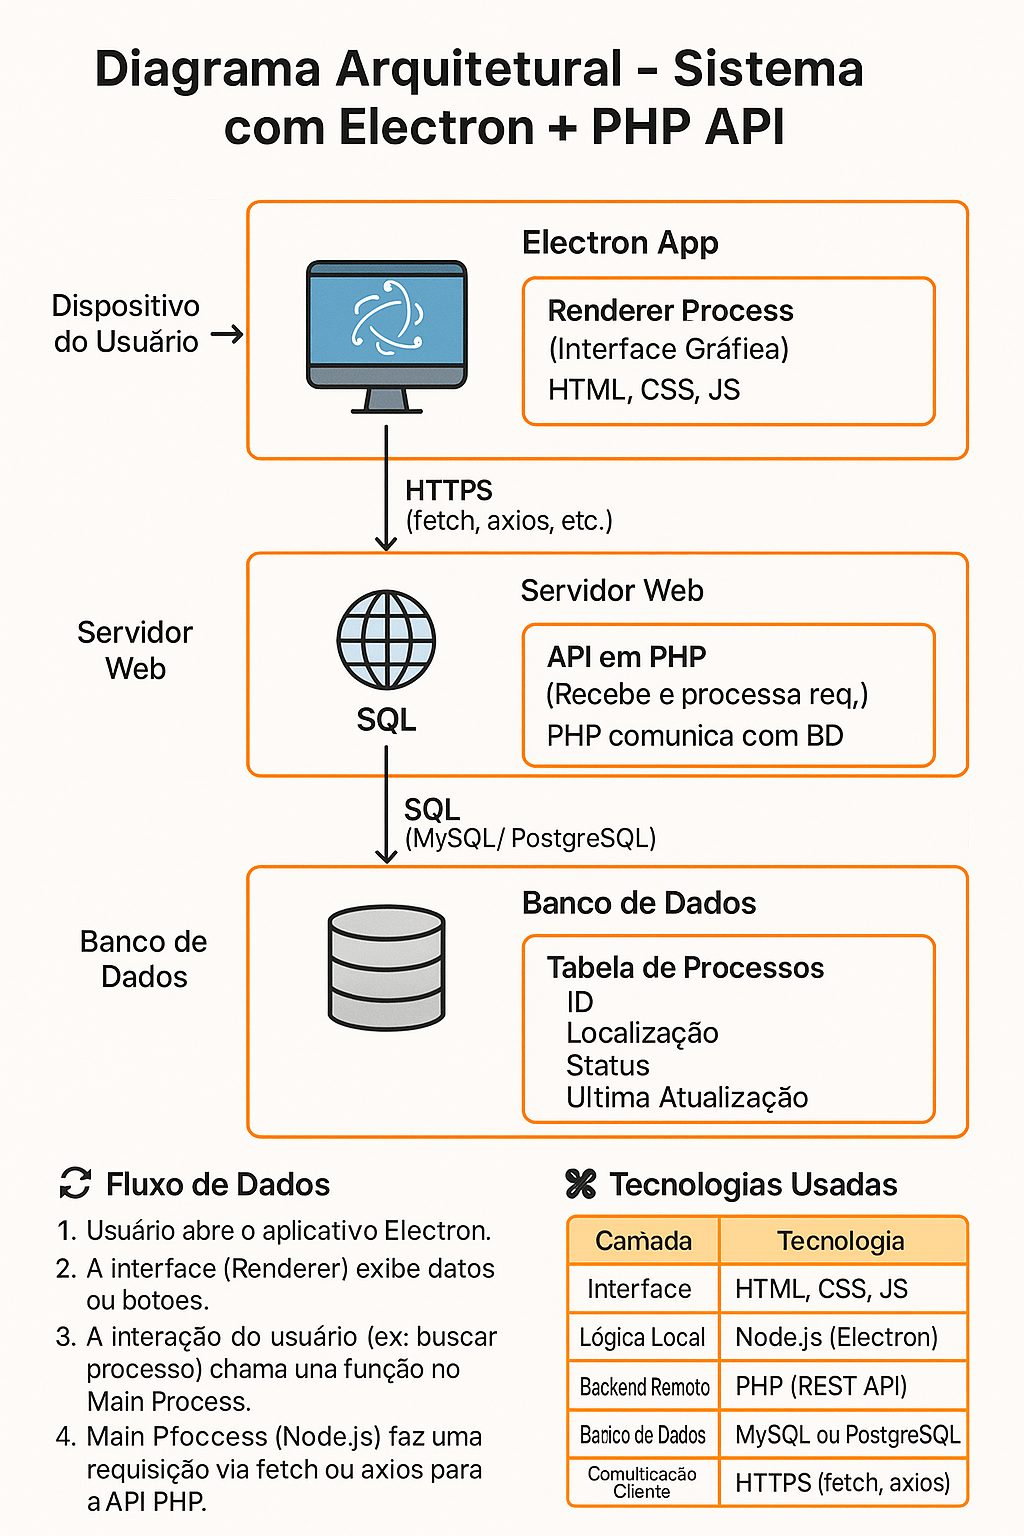 Diagrama Arquitetural – Sistema
com Electron + PHP API
Dispositivo
do Usuărio
Electron App
Renderer Process
(Interface Gráfiea)
HTML, CSS, JS
HTTPS
(fetch, axios, etc.)
Servidor
Web
SQL
Servidor Web
API em PHP
(Recebe e processa req,)
PHP comunica com BD
SQL
(MySQL/ PostgreSQL)
Banco de
Dados
Banco de Dados
Tabela de Processos
ID
Localização
Status
Ultima Atualização
Fluxo de Dados
1. Usuário abre o aplicativo Electron.
2. A interface (Renderer) exibe datos
ou botoes.
3. A interação do usuário (ex: buscar
processo) chama una função no
Main Process.
4. Main Pfoccess (Node.js) faz uma
requisição via fetch ou axios para
a API PHP.
Tecnologias Usadas
Camada Tecnologia
Interface HTML, CSS, JS
Lógica Local Node.js (Electron)
Backend Remoto PHP (REST API)
Banico de Dados MySQL ou PostgreSQL
Comulticacão
Cliente HTTPS (fetch, axios)